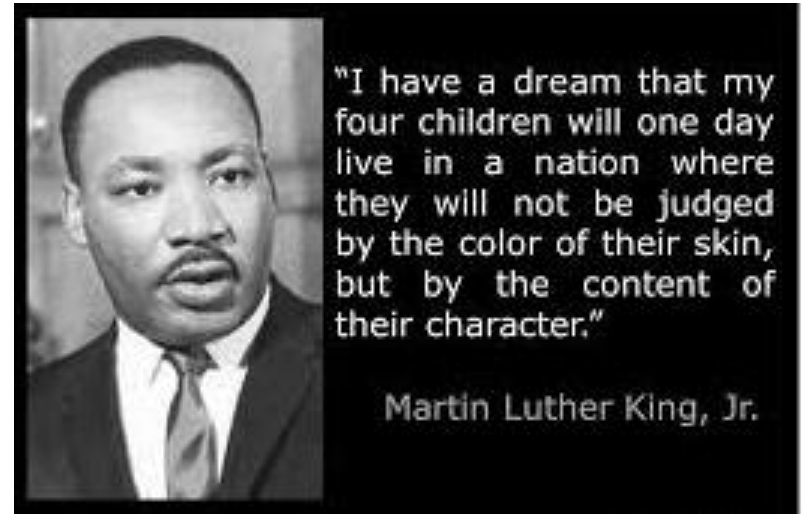 “I have a dream that my
four children will one day
live in a nation where
they will not be judged
by the color of their skin,
but by the content of
their character.”
Martin Luther King, Jr.